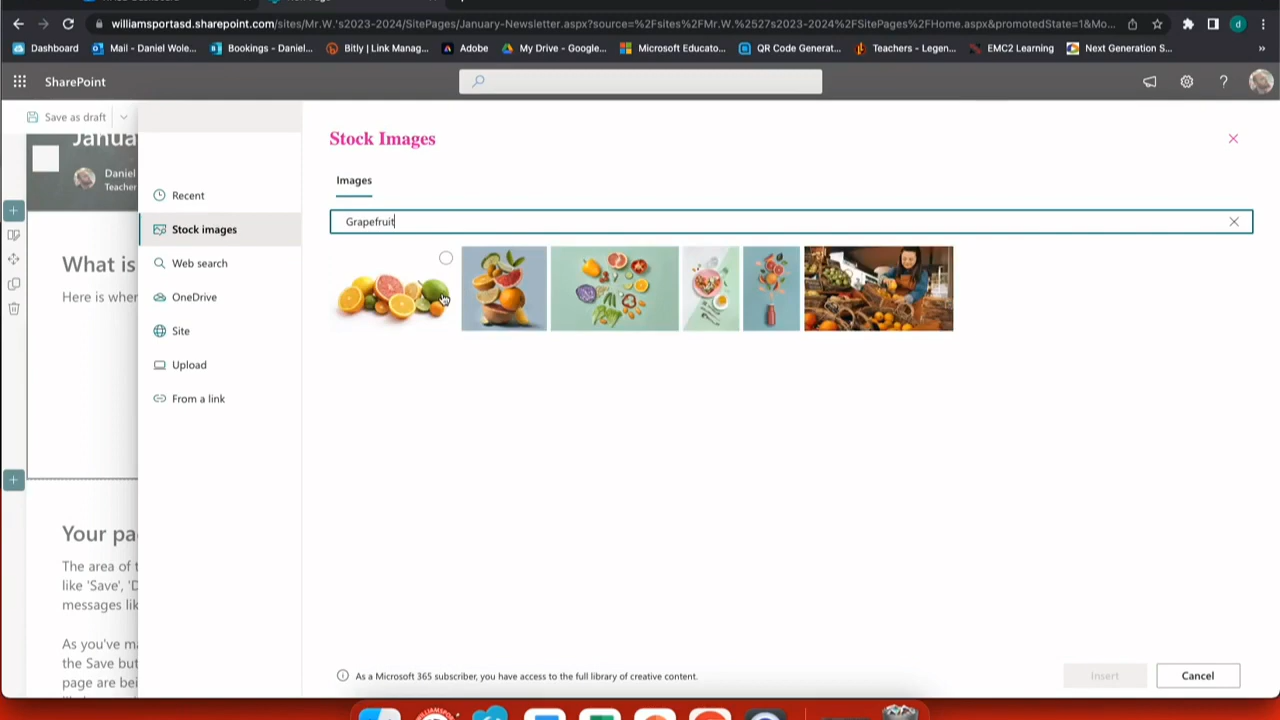 williamsportasd.sharepoint.com/sites/Mr.W.'s2023-2024/SitePages/January-Newsletter.aspx?source=%2Fsites%2FMr.W.%2527s2023-2024%2FSitePages%2FHome.aspx&promotedState=1&Mo...
d
Dashboard
Mail - Daniel Wole...
Bookings - Daniel...
Bitly | Link Manag...
Adobe
My Drive - Google...
Microsoft Educato...
QR Code Generat...
Teachers - Legen...
EMC2 Learning
Next Generation S...
»
SharePoint
?
Save as draft
Janua
Daniel
Teacher
What is
Here is wher
Your pa
The area of t
like 'Save', 'D
messages lik
As you've ma
the Save but
page are bei
Recent
Stock images
Web search
OneDrive
Site
Upload
From a link
Stock Images
Images
Grapefruit
As a Microsoft 365 subscriber, you have access to the full library of creative content.
Insert
Cancel